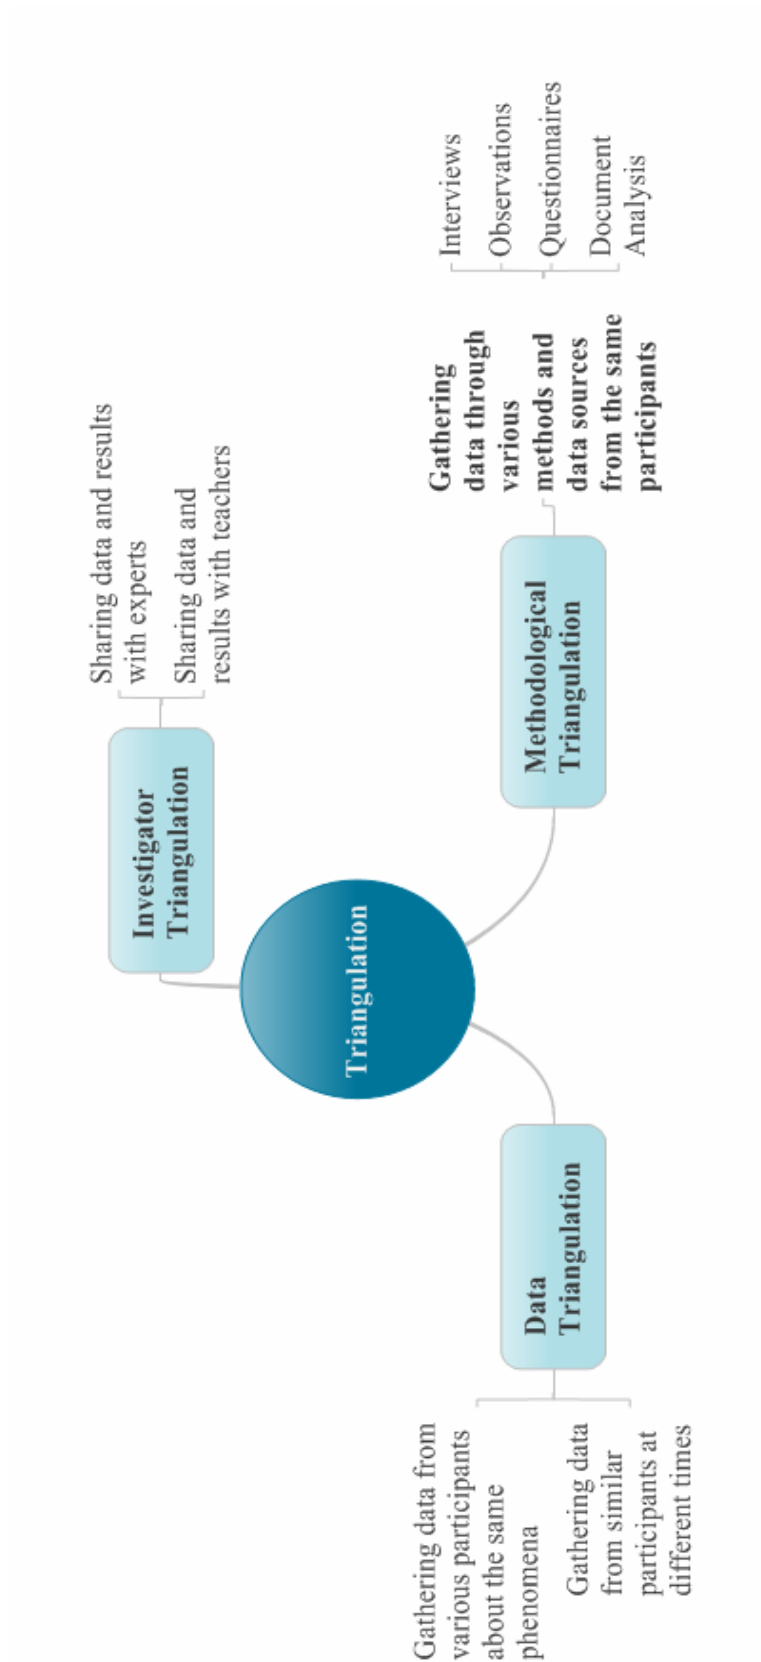 Triangulation
Investigator
Triangulation
Sharing data and results
with experts
Sharing data and
results with teachers
Methodological
Triangulation
Gathering
data through
various
methods and
data sources
from the same
participants
Interviews
Observations
Questionnaires
Document
Analysis
Data
Triangulation
Gathering data from
various participants
about the same
phenomena
Gathering data
from similar
participants at
different times